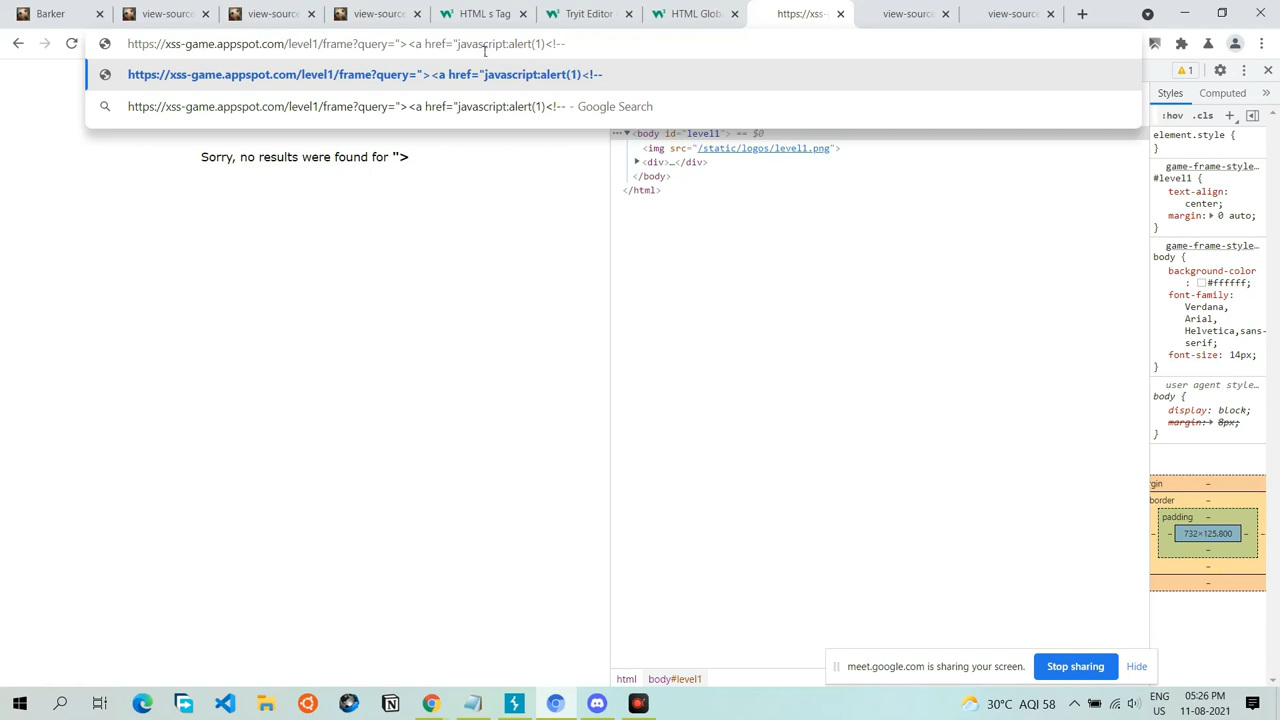 Barker
view-source
view-source
view-source
HTML s Tag
Tryit Editor
HTML Glob
https://xss-
view-source
view-source
https://xss-game.appspot.com/level1/frame?query="><a href="javascript:alert(1)<!--
https://xss-game.appspot.com/level1/frame?query="><a href="javascript:alert(1)<!--
https://xss-game.appspot.com/level1/frame?query="><a href="javascript:alert(1)<!-- - Google Search
1
Styles Computed »
:hov .cls +
Sorry, no results were found for ">
<body id="level1"> == $0
<img src="/static/logos/level1.png">
<div>…</div>
</body>
</html>
element.style {
}
game-frame-style…
#level1 {
text-align:
center;
margin: 0 auto;
}
game-frame-style…
body {
background-color
: #ffffff;
font-family:
Verdana,
Arial,
Helvetica,sans-
serif;
font-size: 14px;
}
user agent style…
body {
display: block;
margin: 8px;
}
rgin –
border –
padding –
732×125.800
meet.google.com is sharing your screen. Stop sharing Hide
html body#level1
30°C AQI 58
ENG
US
05:26 PM
11-08-2021